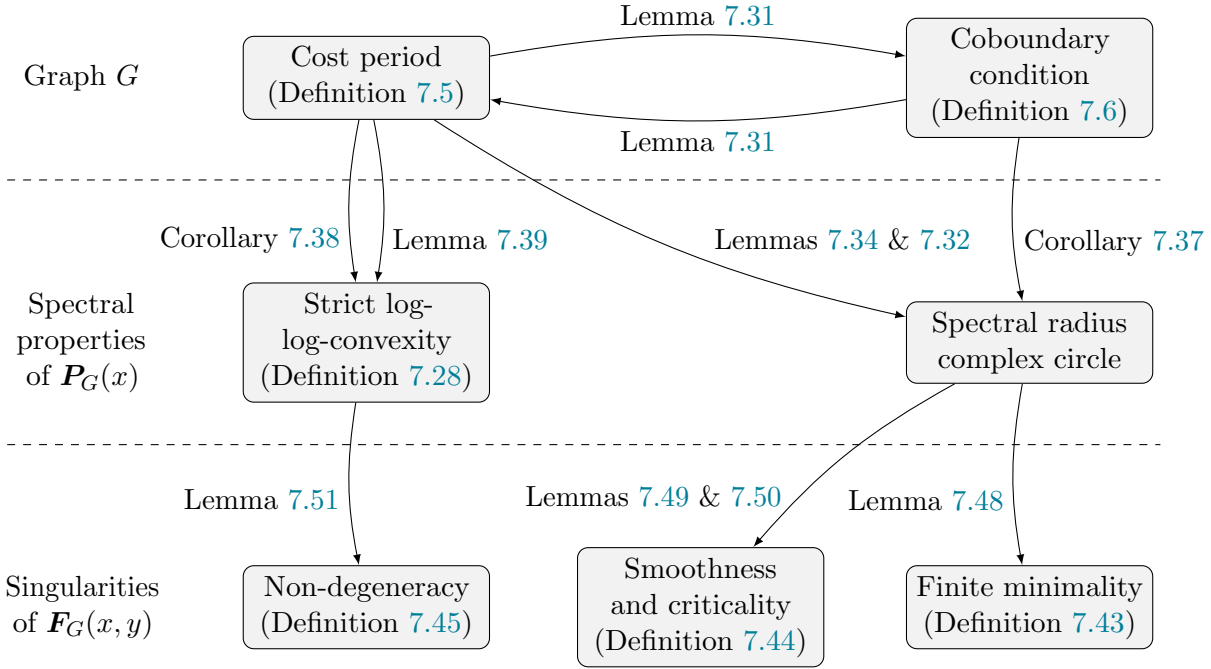 Lemma 7.31
Graph G
Cost period
(Definition 7.5)
Coboundary
condition
(Definition 7.6)
Lemma 7.31
Corollary 7.38
Lemma 7.39
Lemmas 7.34 & 7.32
Corollary 7.37
Spectral
properties
of P_G(x)
Strict log-
log-convexity
(Definition 7.28)
Spectral radius
complex circle
Lemma 7.51
Lemmas 7.49 & 7.50
Lemma 7.48
Singularities
of F_G(x, y)
Non-degeneracy
(Definition 7.45)
Smoothness
and criticality
(Definition 7.44)
Finite minimality
(Definition 7.43)